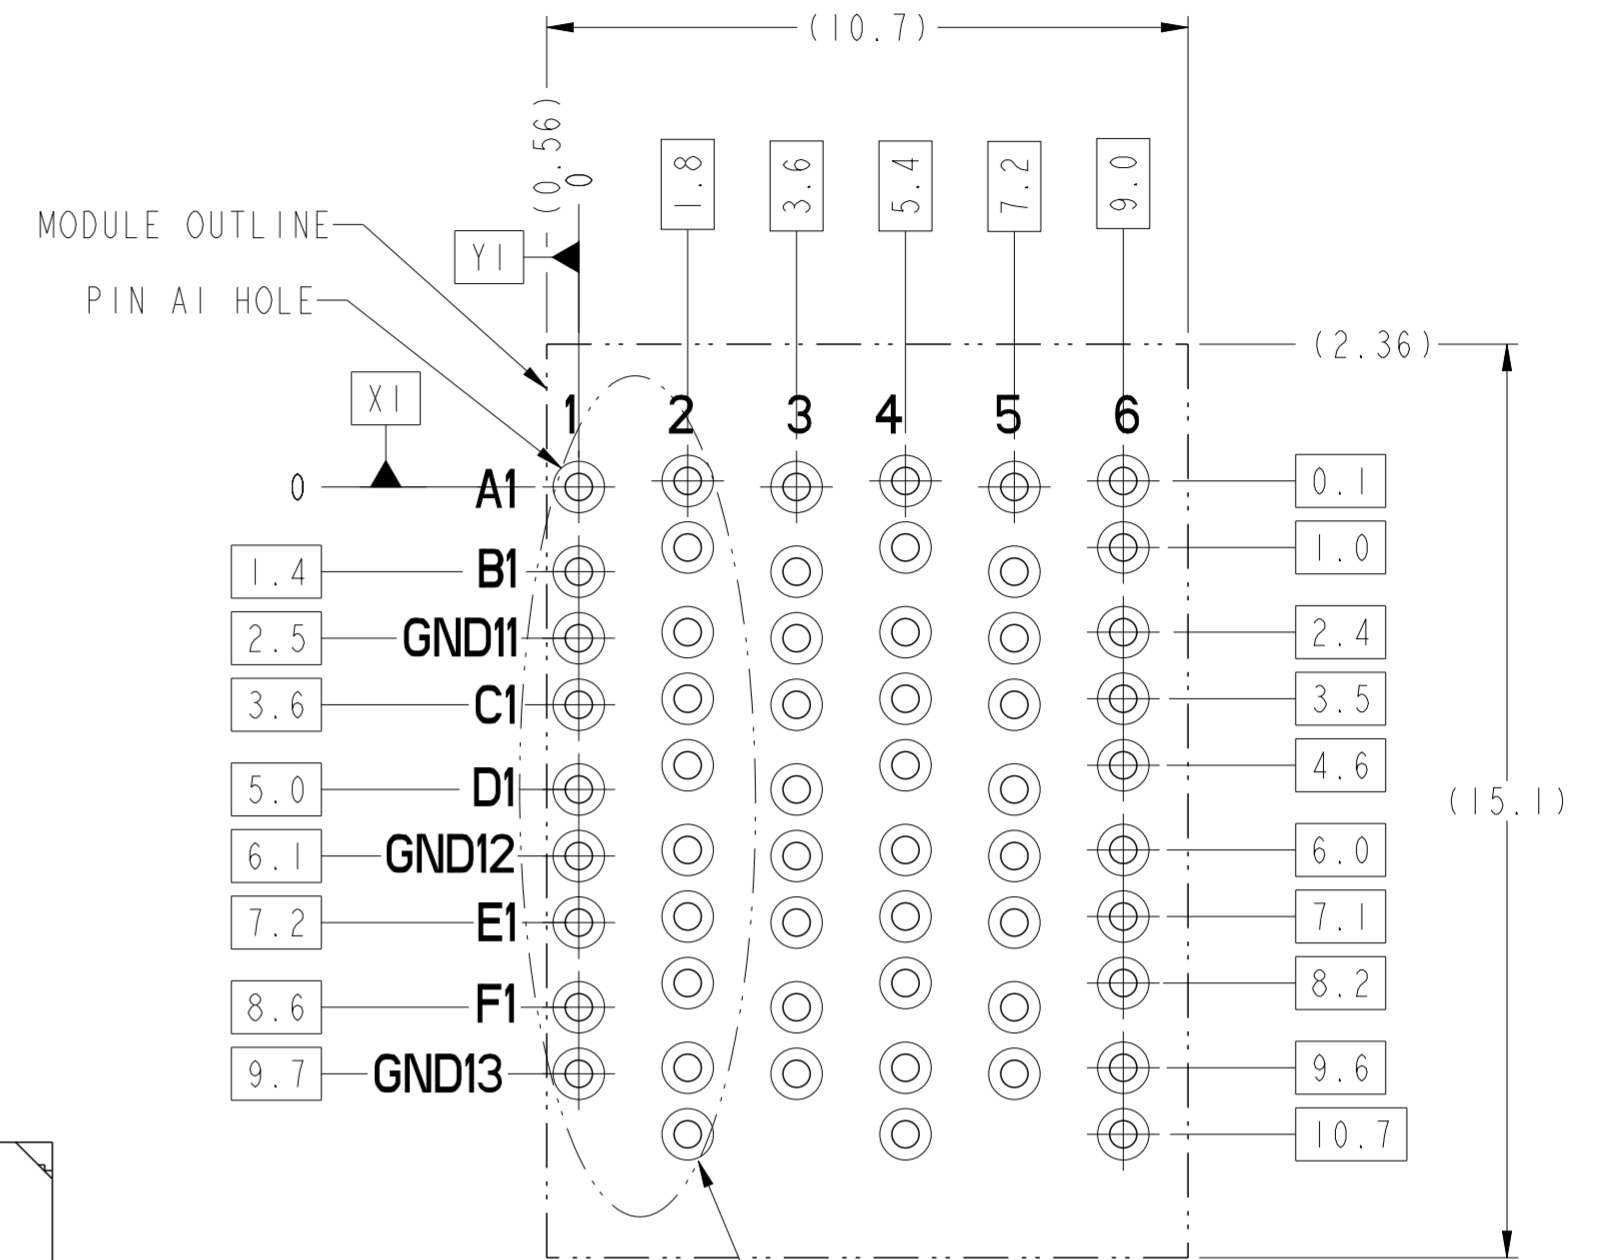 (10.7)
(0.56)
0
1.8
3.6
5.4
7.2
9.0
MODULE OUTLINE
Y1
PIN A1 HOLE
(2.36)
X1
1 2 3 4 5 6
0 A1 0.1
1.0
1.4 B1
2.5 GND11 2.4
3.6 C1 3.5
4.6
5.0 D1
(15.1)
6.1 GND12 6.0
7.2 E1 7.1
8.2
8.6 F1
9.7 GND13 9.6
10.7